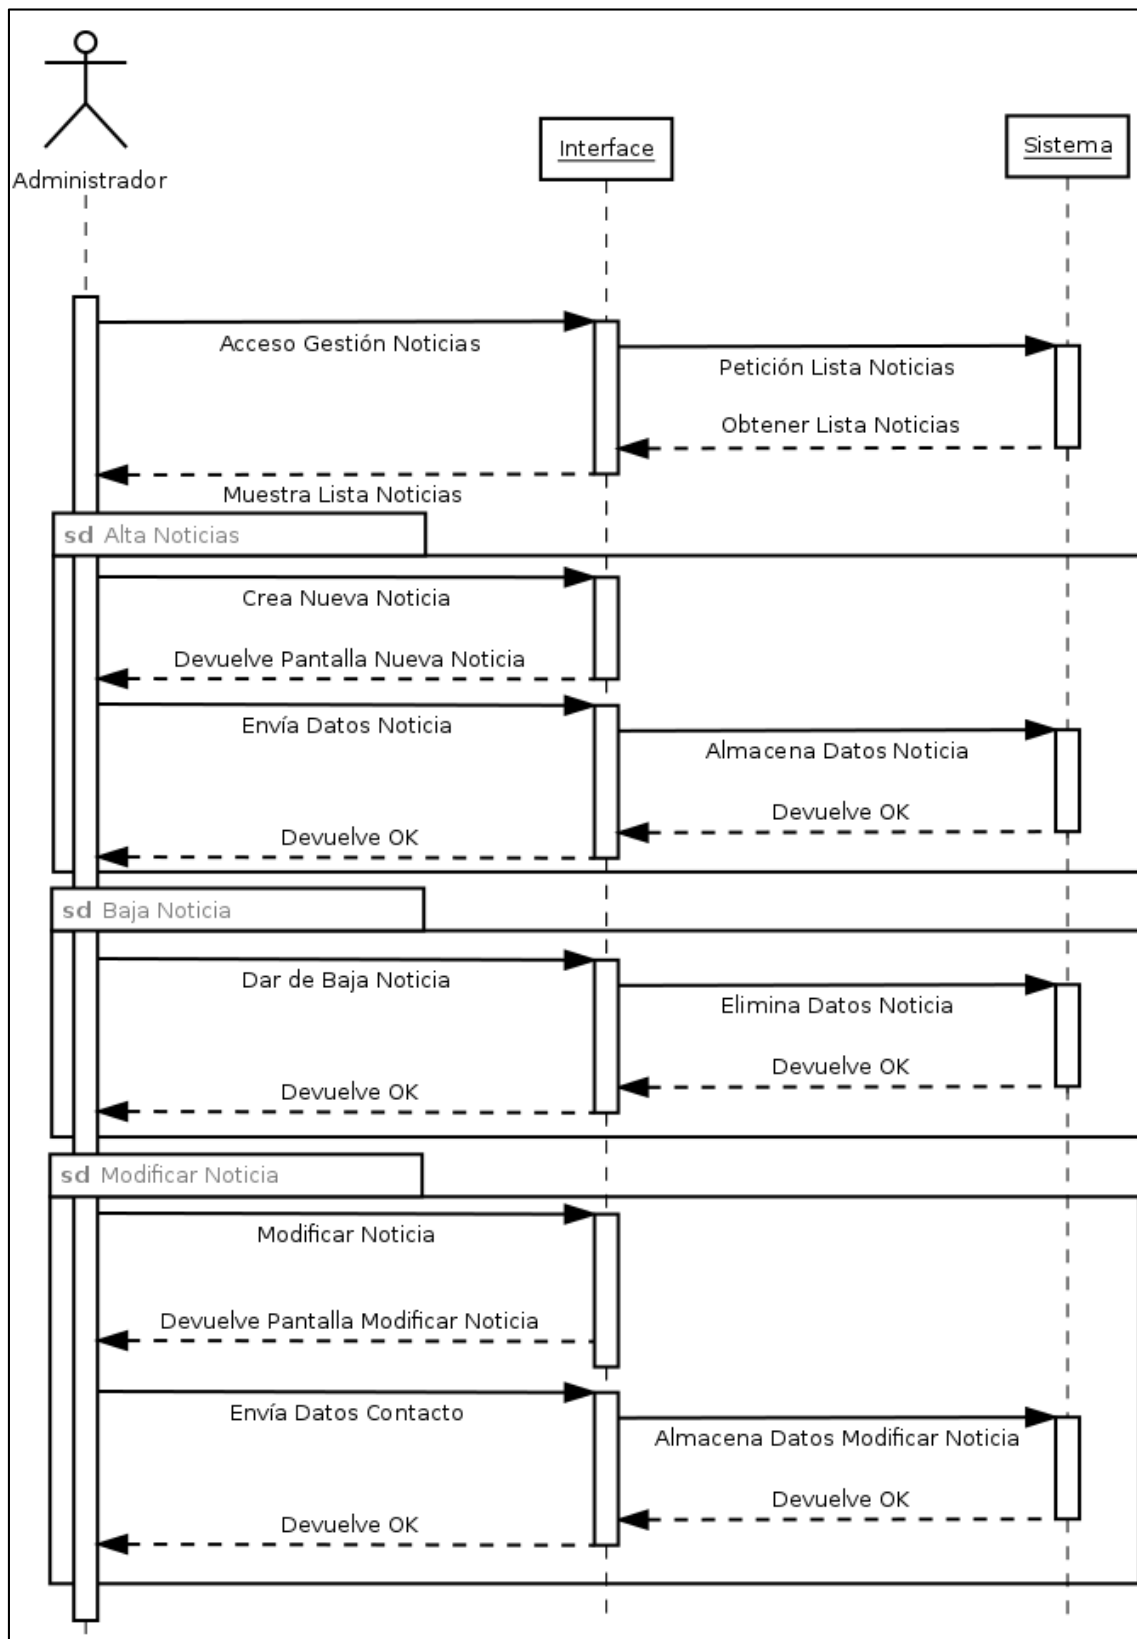 Administrador
Interface
Sistema
Acceso Gestión Noticias
Petición Lista Noticias
Obtener Lista Noticias
Muestra Lista Noticias
sd Alta Noticias
Crea Nueva Noticia
Devuelve Pantalla Nueva Noticia
Envía Datos Noticia
Almacena Datos Noticia
Devuelve OK
Devuelve OK
sd Baja Noticia
Dar de Baja Noticia
Elimina Datos Noticia
Devuelve OK
Devuelve OK
sd Modificar Noticia
Modificar Noticia
Devuelve Pantalla Modificar Noticia
Envía Datos Contacto
Almacena Datos Modificar Noticia
Devuelve OK
Devuelve OK